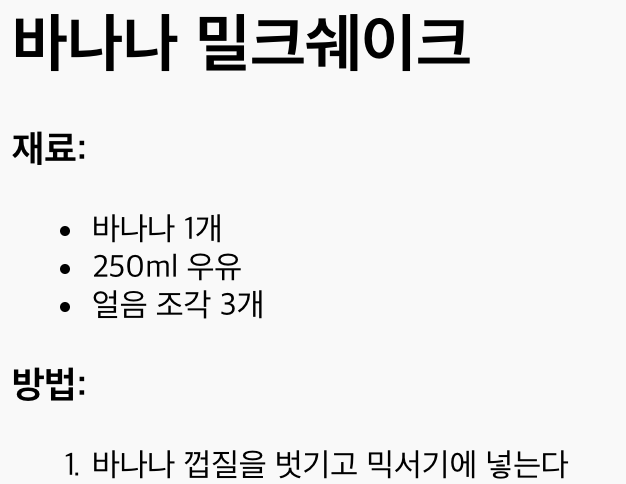 바나나 밀크쉐이크
재료:
• 바나나 1개
• 250ml 우유
• 얼음 조각 3개
방법:
1. 바나나 껍질을 벗기고 믹서기에 넣는다